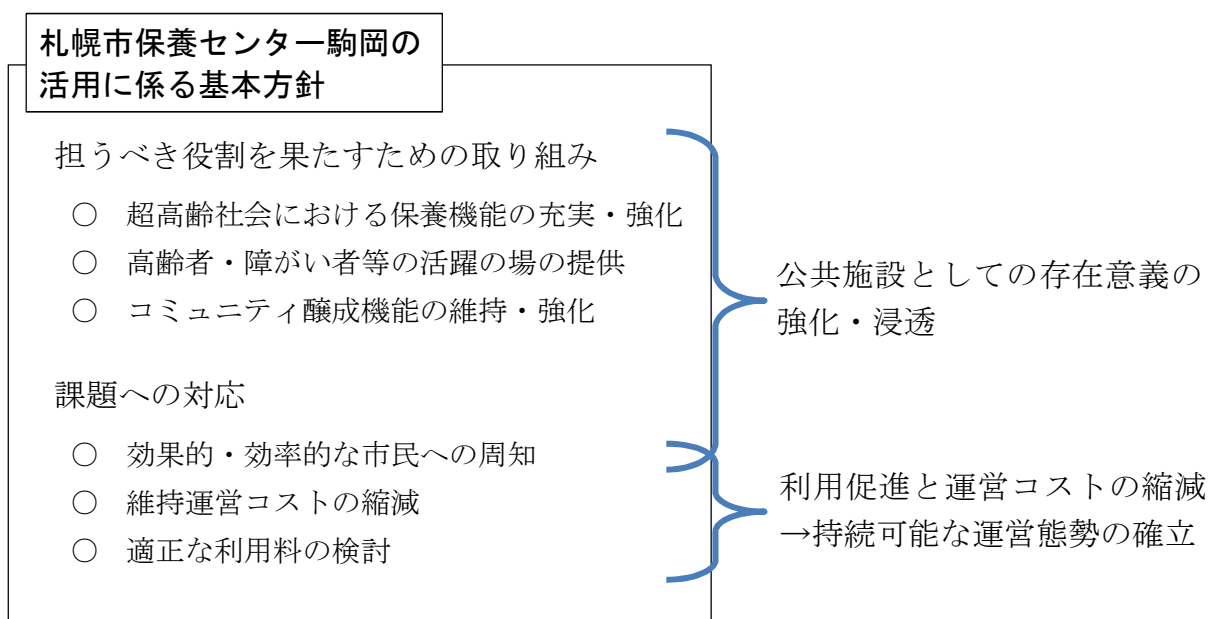 札幌市保養センター駒岡の
活用に係る基本方針
担うべき役割を果たすための取り組み
○ 超高齢社会における保養機能の充実・強化
○ 高齢者・障がい者等の活躍の場の提供
○ コミュニティ醸成機能の維持・強化
公共施設としての存在意義の
強化・浸透
課題への対応
○ 効果的・効率的な市民への周知
○ 維持運営コストの縮減
○ 適正な利用料の検討
利用促進と運営コストの縮減
→持続可能な運営態勢の確立